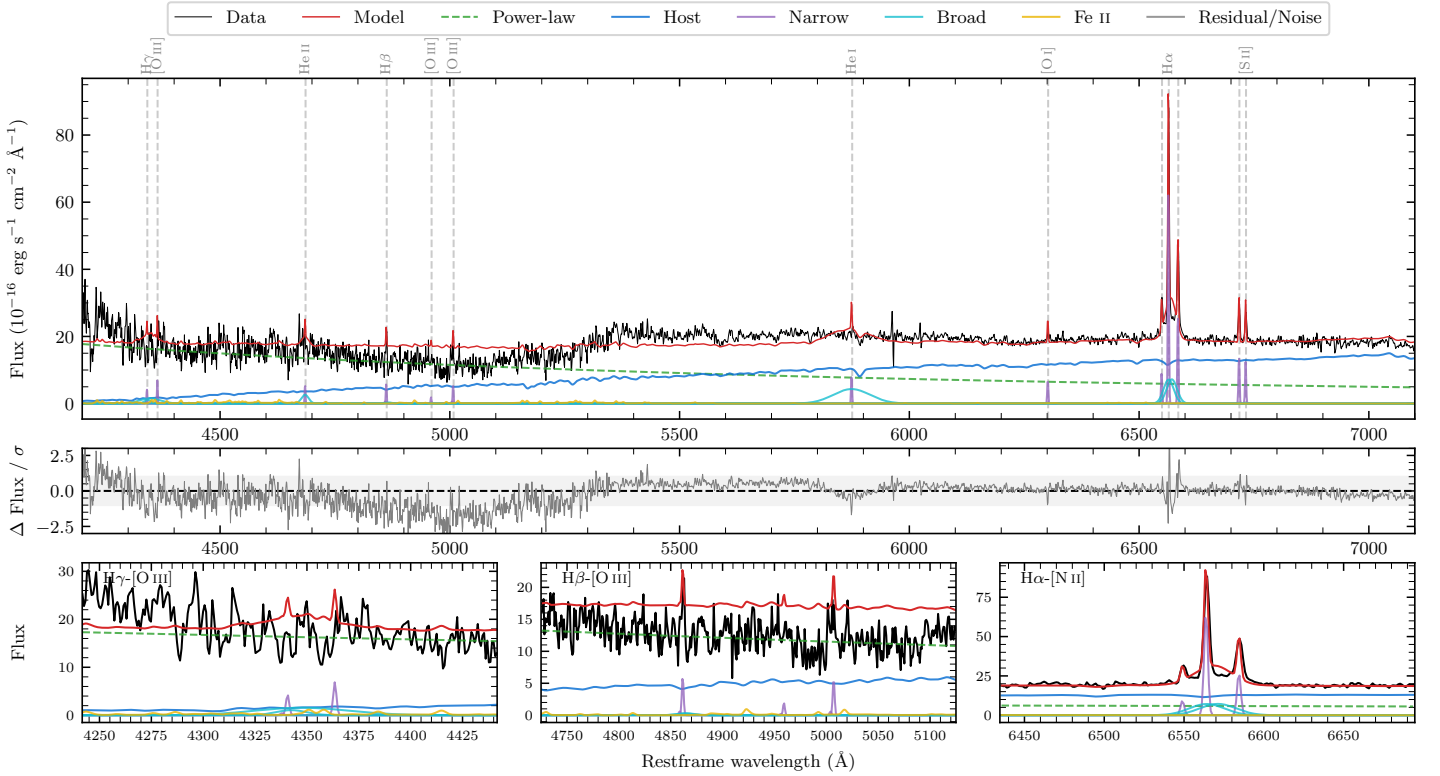 Data Model Power-law Host Narrow Broad Fe II Residual/Noise
Hγ [O III] He II Hβ [O III] [O III] He I [O I] Hα [S II]
Flux (10⁻¹⁶ erg s⁻¹ cm⁻² Å⁻¹)
80
60
40
20
0
4500 5000 5500 6000 6500 7000
Δ Flux / σ
2.5
0.0
−2.5
4500 5000 5500 6000 6500 7000
Flux
Hγ-[O III]
30
20
10
0
4250 4275 4300 4325 4350 4375 4400 4425
Hβ-[O III]
20
15
10
5
0
4700 4750 4800 4850 4900 4950 5000 5050 5100
Hα-[N II]
75
50
25
0
6450 6500 6550 6600 6650
Restframe wavelength (Å)